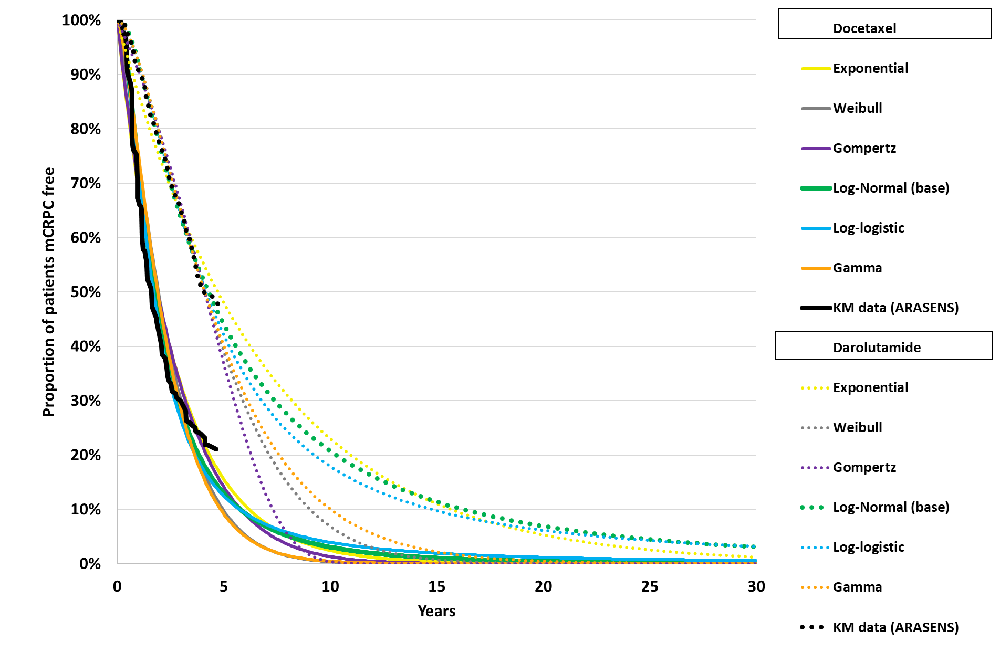 100%
90%
80%
70%
60%
50%
40%
30%
20%
10%
0%
Proportion of patients mCRPC free
0 5 10 15 20 25 30
Years
Docetaxel
Exponential
Weibull
Gompertz
Log-Normal (base)
Log-logistic
Gamma
KM data (ARASENS)
Darolutamide
Exponential
Weibull
Gompertz
Log-Normal (base)
Log-logistic
Gamma
KM data (ARASENS)